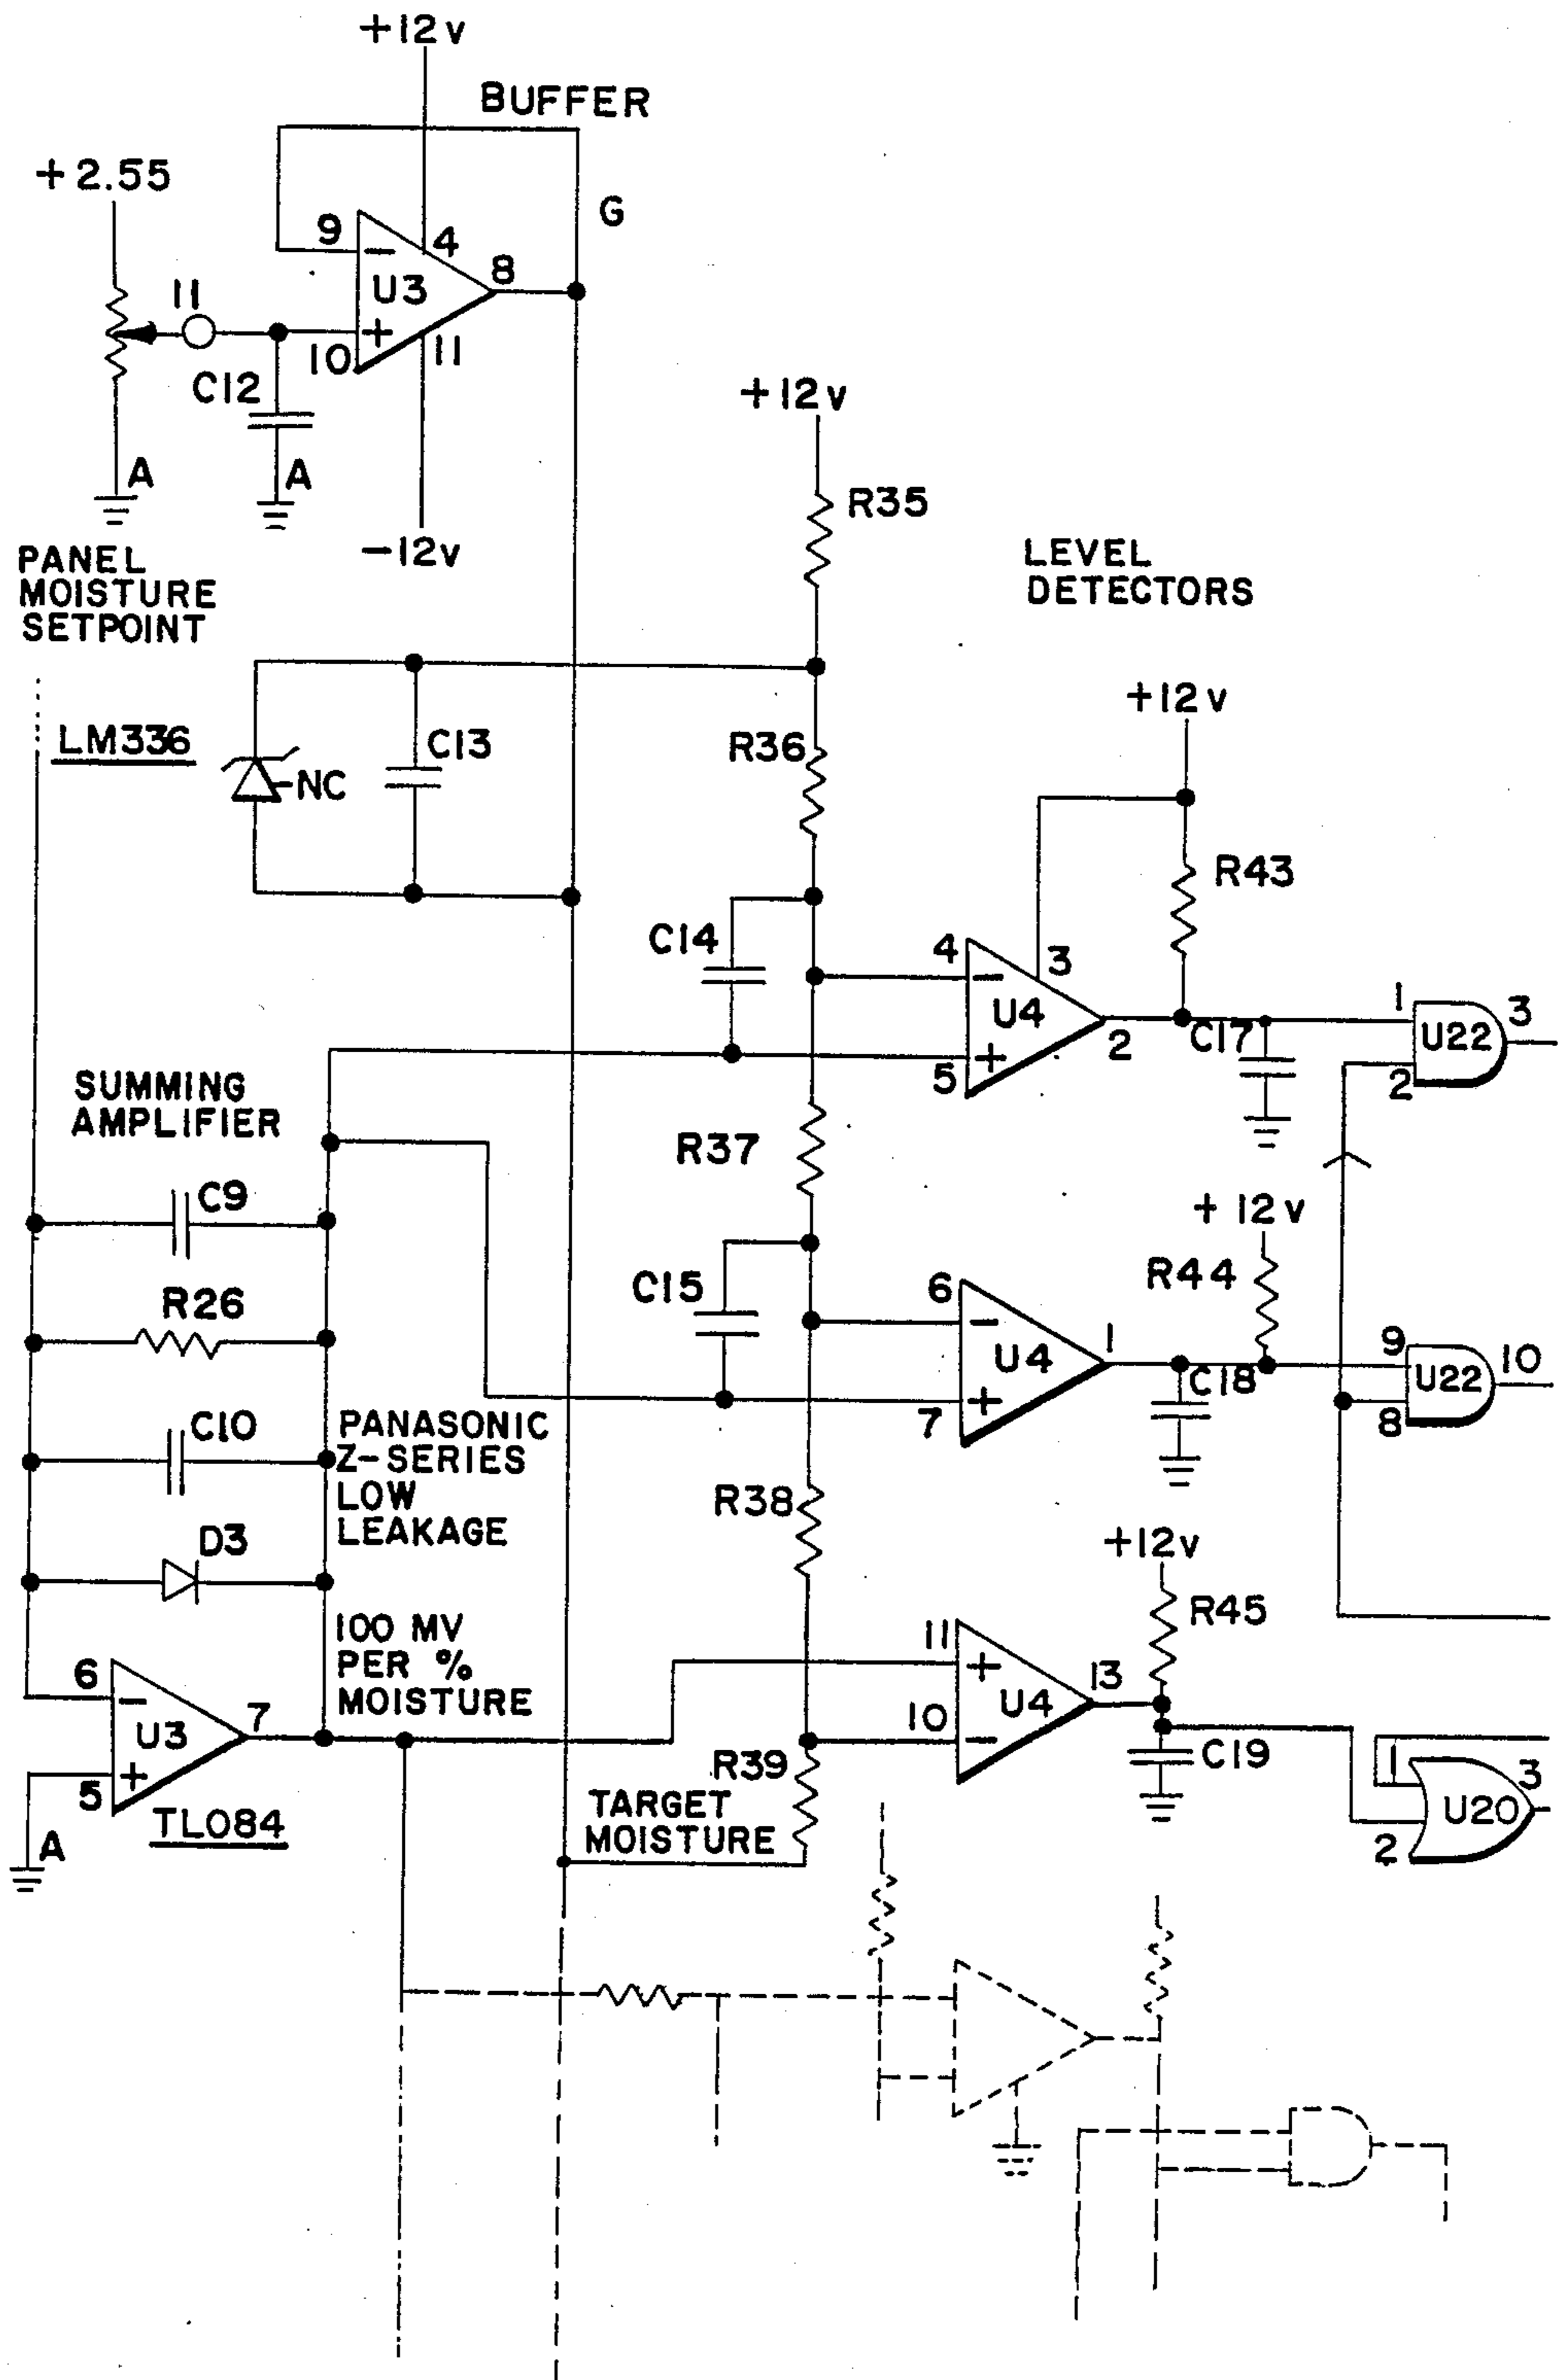 +12v
BUFFER
+2.55
G
9
4
8
11
U3
10
11
C12
+12v
A
A
R35
-12v
PANEL
MOISTURE
SETPOINT
LEVEL
DETECTORS
+12v
LM336
C13
R36
NC
R43
C14
4
3
1
3
U4
C17
U22
2
5
2
SUMMING
AMPLIFIER
R37
C9
+ 12v
R44
C15
6
R26
1
9
10
U4
C18
U22
7
8
C10
PANASONIC
Z-SERIES
LOW
LEAKAGE
R38
D3
+12v
R45
100 MV
PER %
MOISTURE
11
6
13
7
U4
U3
10
C19
R39
1
3
5
U20
TL084
TARGET
MOISTURE
A
2